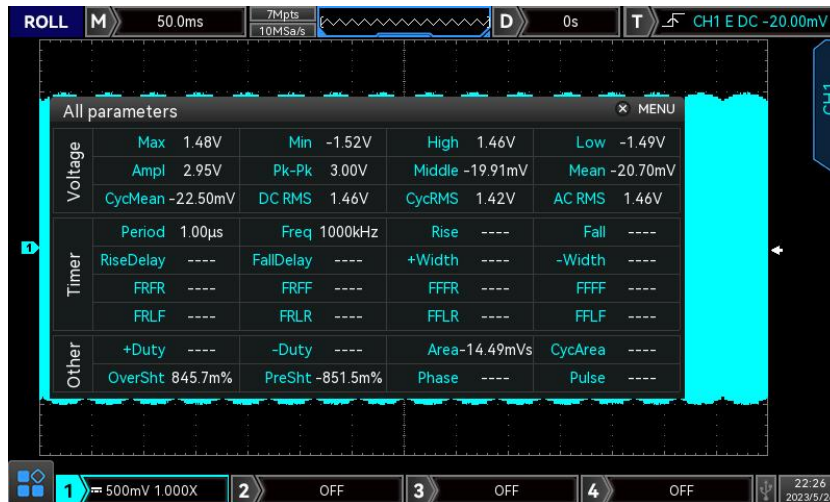 ROLL M 50.0ms 7Mpts D 0s T CH1 E DC -20.00mV
10MSa/s
CH1
All parameters MENU
Voltage
Max 1.48V Min -1.52V High 1.46V Low -1.49V
Ampl 2.95V Pk-Pk 3.00V Middle -19.91mV Mean -20.70mV
CycMean -22.50mV DC RMS 1.46V CycRMS 1.42V AC RMS 1.46V
Timer
Period 1.00µs Freq 1000kHz Rise ---- Fall ----
RiseDelay ---- FallDelay ---- +Width ---- -Width ----
FRFR ---- FRFF ---- FFFR ---- FFFF ----
FRLF ---- FRLR ---- FFLR ---- FFLF ----
Other
+Duty ---- -Duty ---- Area -14.49mVs CycArea ----
OverSht 845.7m% PreSht -851.5m% Phase ---- Pulse ----
1
1 500mV 1.000X 2 OFF 3 OFF 4 OFF 22:26